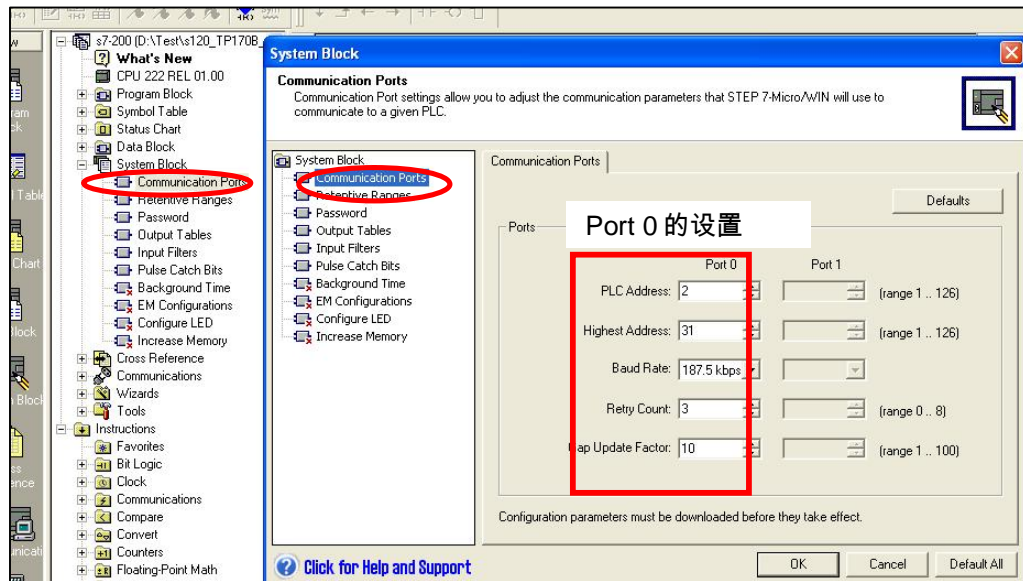 s7-200 (D:\Test\s120_TP170B_
What's New
CPU 222 REL 01.00
Program Block
Symbol Table
Status Chart
Data Block
System Block
Communication Ports
Retentive Ranges
Password
Output Tables
Input Filters
Pulse Catch Bits
Background Time
EM Configurations
Configure LED
Increase Memory
Cross Reference
Communications
Wizards
Tools
Instructions
Favorites
Bit Logic
Clock
Communications
Compare
Convert
Counters
Floating-Point Math
System Block
Communication Ports
Communication Port settings allow you to adjust the communication parameters that STEP 7-Micro/WIN will use to
communicate to a given PLC.
System Block
Communication Ports
Retentive Ranges
Password
Output Tables
Input Filters
Pulse Catch Bits
Background Time
EM Configurations
Configure LED
Increase Memory
Communication Ports
Defaults
Ports
Port 0 的设置
Port 0 Port 1
PLC Address: 2 (range 1 .. 126)
Highest Address: 31 (range 1 .. 126)
Baud Rate: 187.5 kbps
Retry Count: 3 (range 0 .. 8)
Gap Update Factor: 10 (range 1 .. 100)
Configuration parameters must be downloaded before they take effect.
Click for Help and Support
OK Cancel Default All